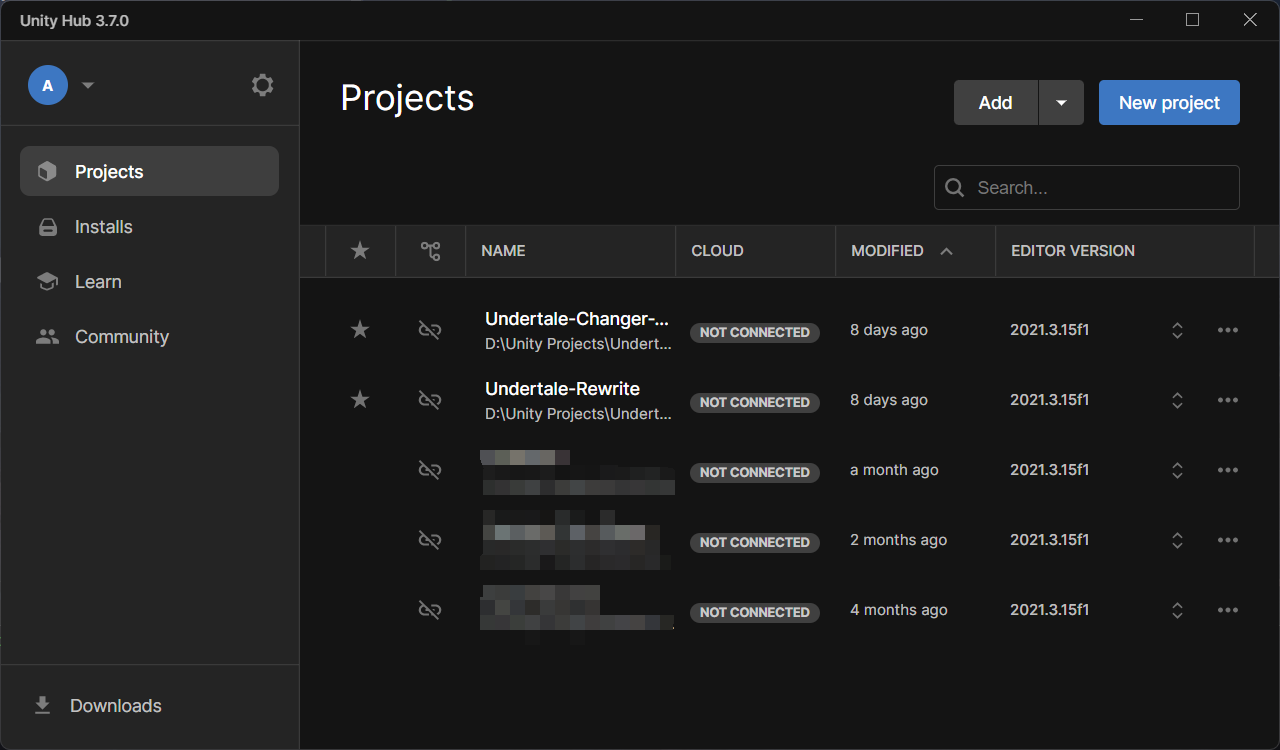 Unity Hub 3.7.0
A
Projects
Installs
Learn
Community
Downloads
Projects
Add
New project
Search...
NAME CLOUD MODIFIED EDITOR VERSION
Undertale-Changer-...
D:\Unity Projects\Undert...
NOT CONNECTED 8 days ago 2021.3.15f1
Undertale-Rewrite
D:\Unity Projects\Undert...
NOT CONNECTED 8 days ago 2021.3.15f1
NOT CONNECTED a month ago 2021.3.15f1
NOT CONNECTED 2 months ago 2021.3.15f1
NOT CONNECTED 4 months ago 2021.3.15f1